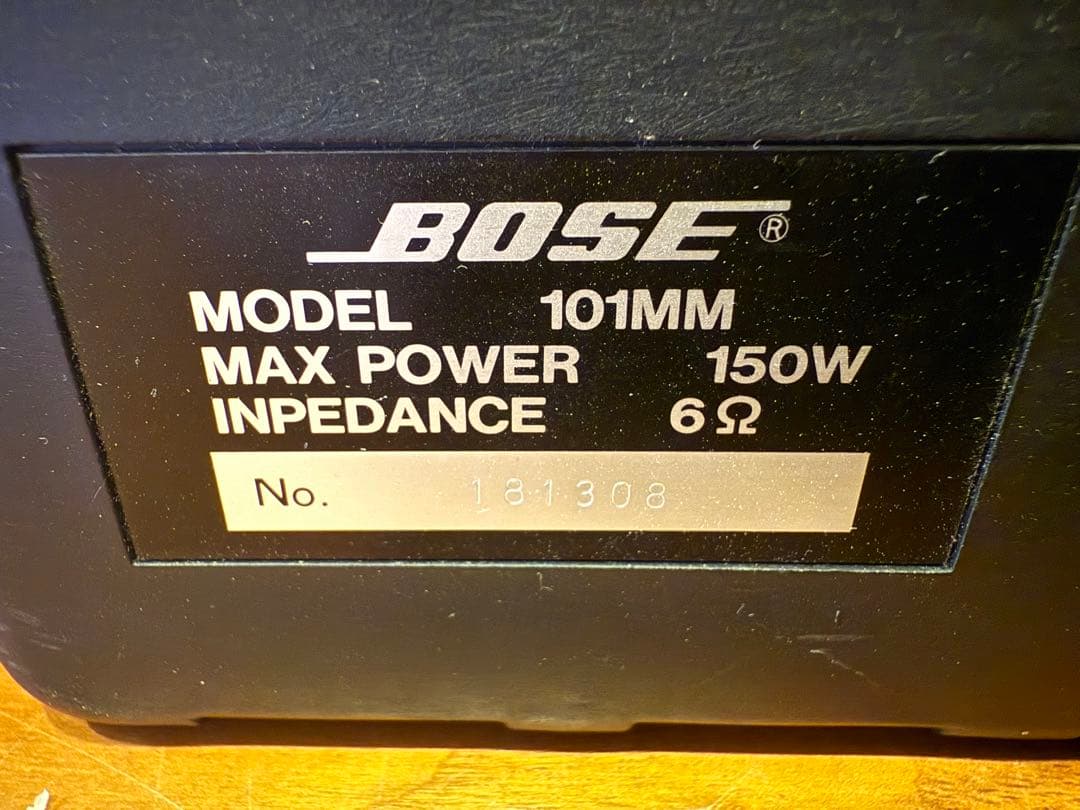 BOSE®
MODEL 101MM
MAX POWER 150W
INPEDANCE 6Ω
No. 181308